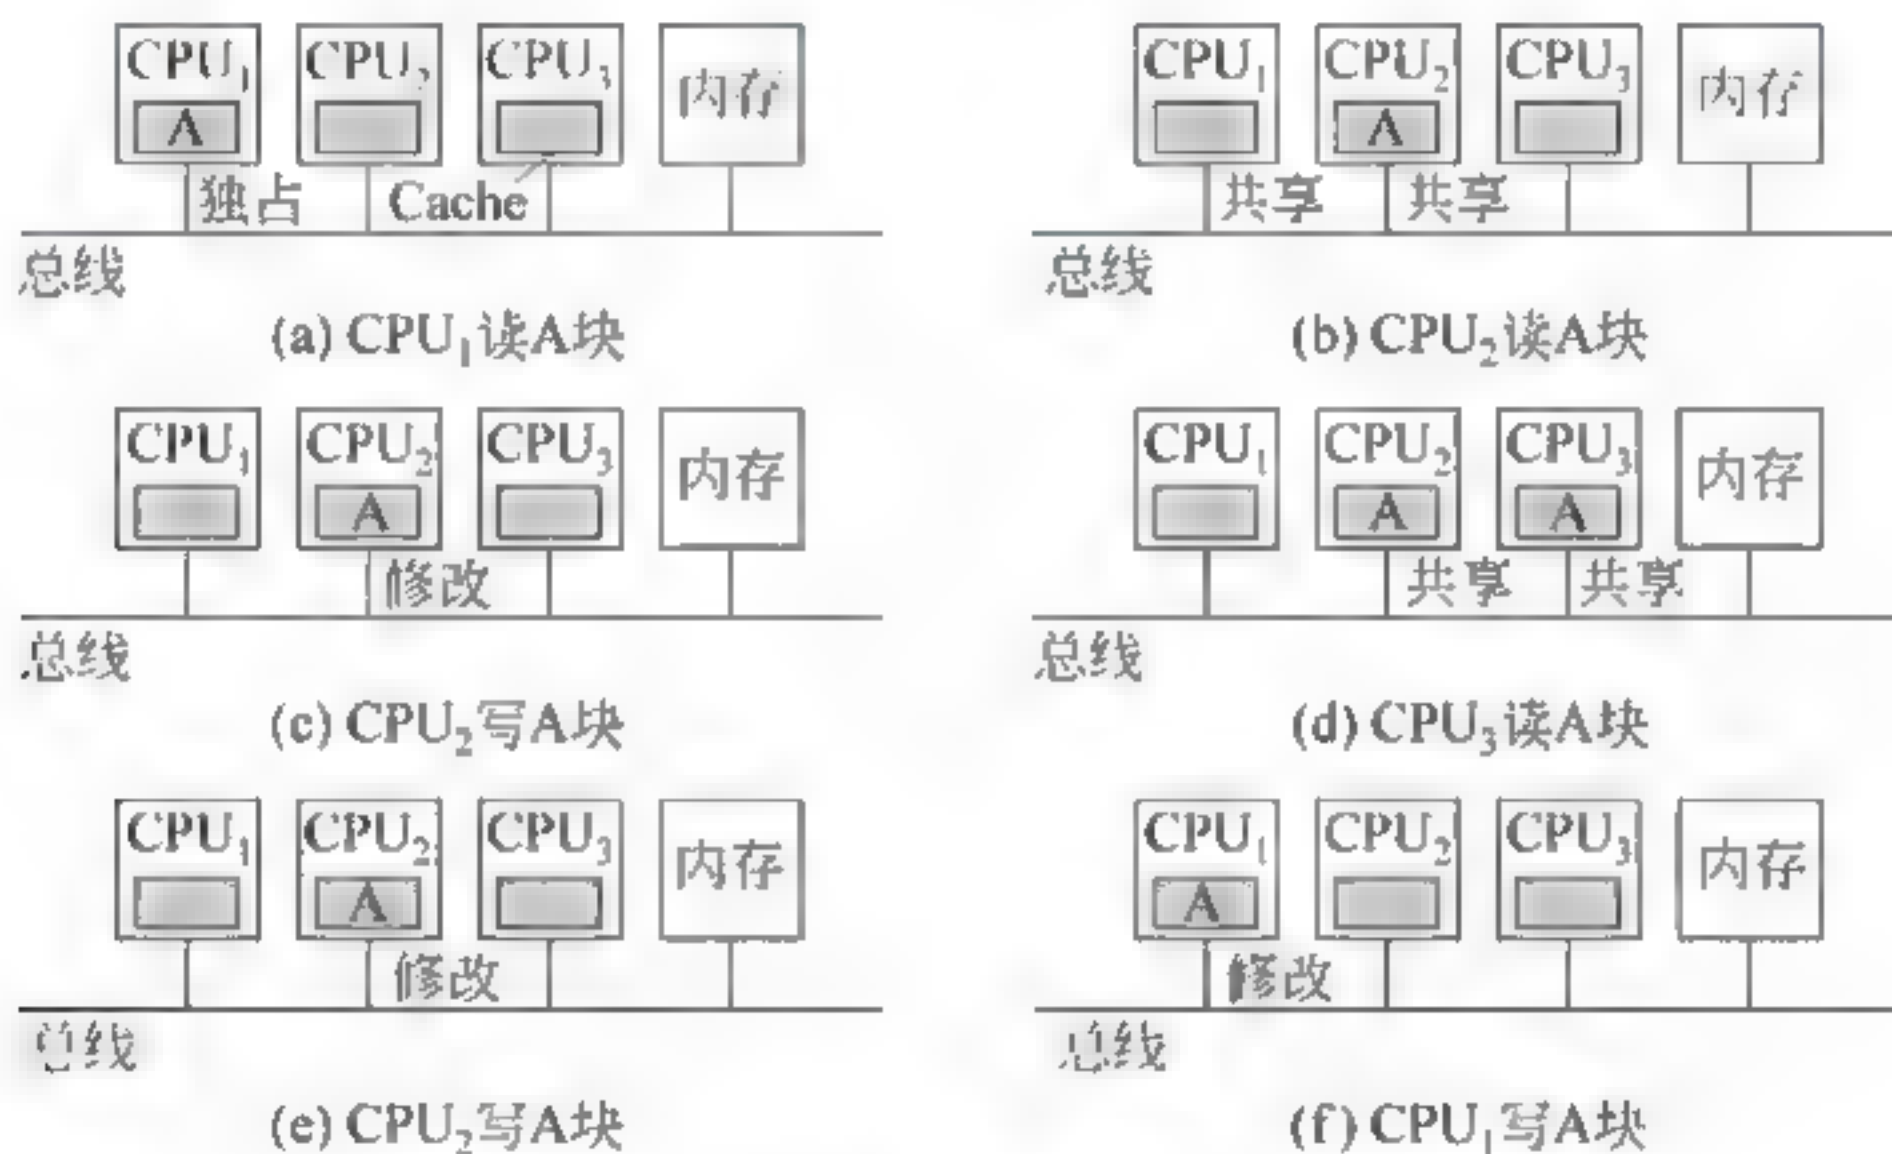 CPU₁ CPU₂ CPU₃ 内存
A
独占 Cache
总线
(a) CPU₁读A块
CPU₁ CPU₂ CPU₃ 内存
A
共享 共享
总线
(b) CPU₂读A块
CPU₁ CPU₂ CPU₃ 内存
A
修改
总线
(c) CPU₂写A块
CPU₁ CPU₂ CPU₃ 内存
A A
共享 共享
总线
(d) CPU₃读A块
CPU₁ CPU₂ CPU₃ 内存
A
修改
总线
(e) CPU₂写A块
CPU₁ CPU₂ CPU₃ 内存
A
修改
总线
(f) CPU₁写A块